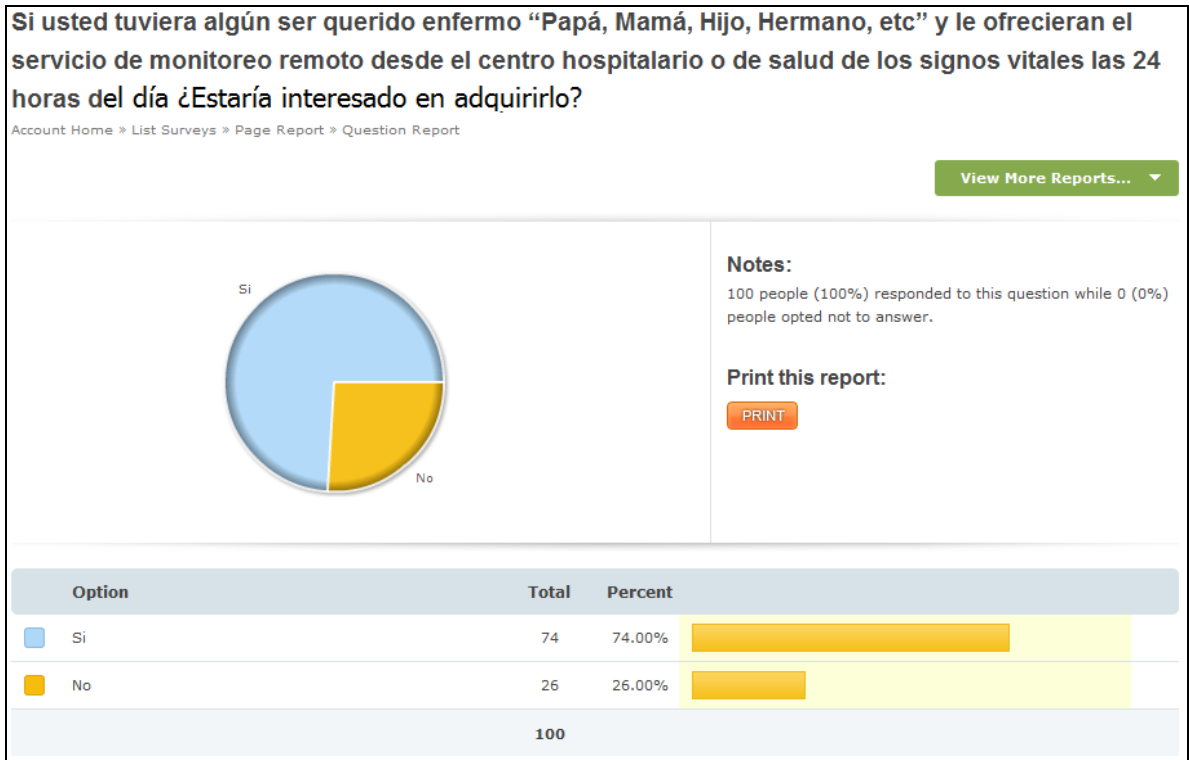 Si usted tuviera algún ser querido enfermo “Papá, Mamá, Hijo, Hermano, etc” y le ofrecieran el
servicio de monitoreo remoto desde el centro hospitalario o de salud de los signos vitales las 24
horas del día ¿Estaría interesado en adquirirlo?
Account Home » List Surveys » Page Report » Question Report
View More Reports...
Si
No
Notes:
100 people (100%) responded to this question while 0 (0%)
people opted not to answer.
Print this report:
PRINT
Option Total Percent
Si 74 74.00%
No 26 26.00%
100